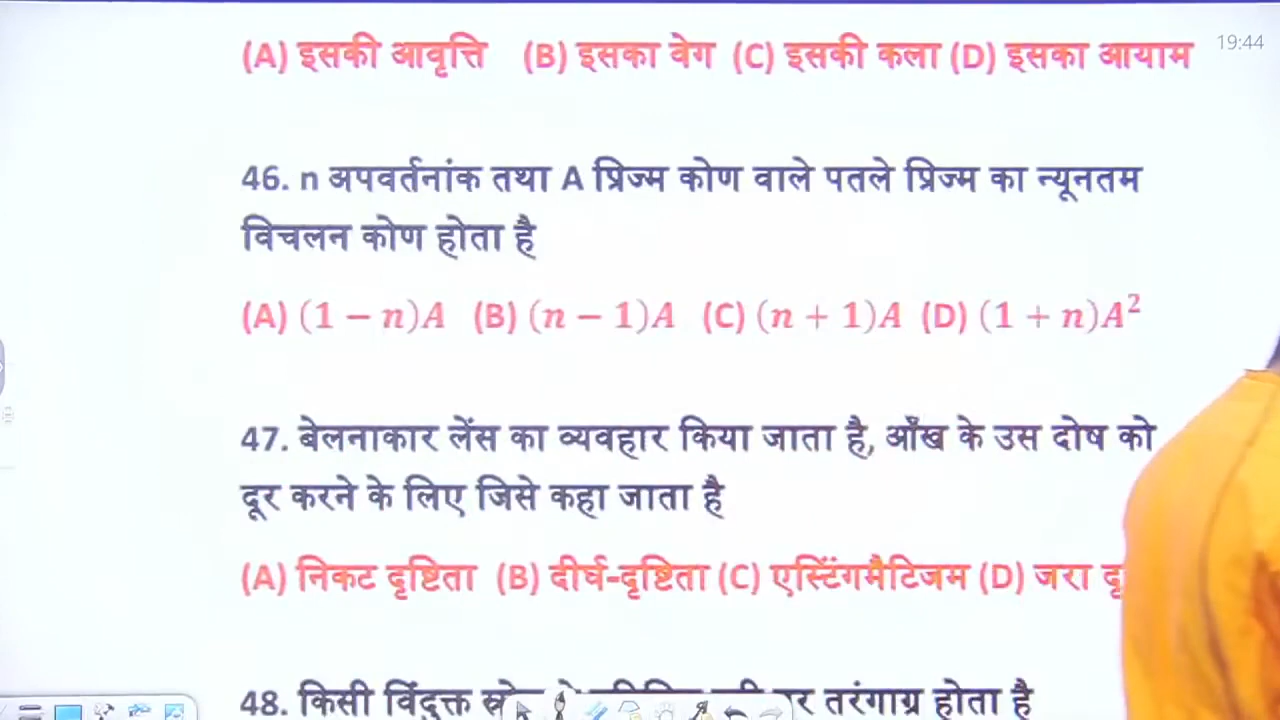 (A) इसकी आवृत्ति (B) इसका वेग (C) इसकी कला (D) इसका आयाम
19:44
46. n अपवर्तनांक तथा A प्रिज्म कोण वाले पतले प्रिज्म का न्यूनतम
विचलन कोण होता है
(A) (1 − n)A (B) (n − 1)A (C) (n + 1)A (D) (1 + n)A²
47. बेलनाकार लेंस का व्यवहार किया जाता है, आँख के उस दोष को
दूर करने के लिए जिसे कहा जाता है
(A) निकट दृष्टिता (B) दीर्घ-दृष्टिता (C) एस्टिंगमैटिजम (D) जरा
48. किसी विंदुक्त तरंगाग्र होता है